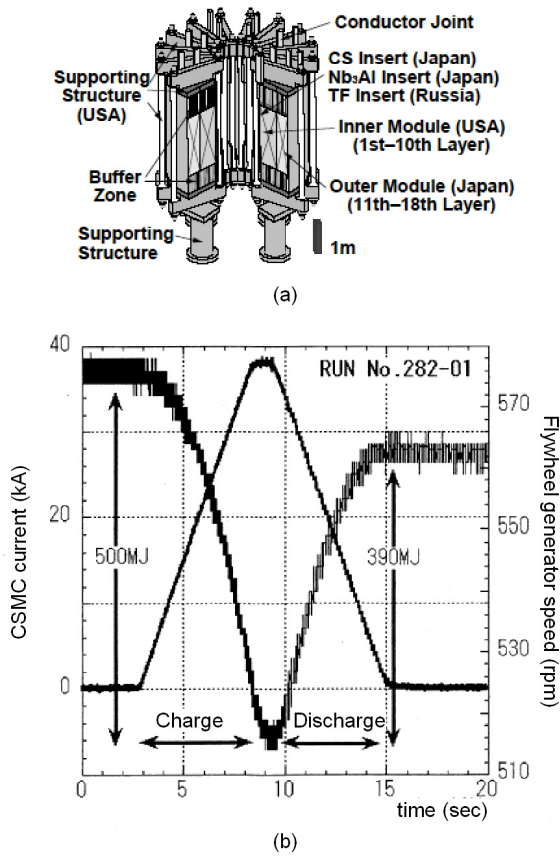 Conductor Joint
CS Insert (Japan)
Nb₃Al Insert (Japan)
TF Insert (Russia)
Supporting
Structure
(USA)
Inner Module (USA)
(1st–10th Layer)
Buffer
Zone
Outer Module (Japan)
(11th–18th Layer)
Supporting
Structure
1m
(a)
RUN No.282-01
CSMC current (kA)
40
20
0
Flywheel generator
speed (rpm)
570
550
530
510
500MJ
390MJ
Charge
Discharge
0
5
10
15
20
time (sec)
(b)